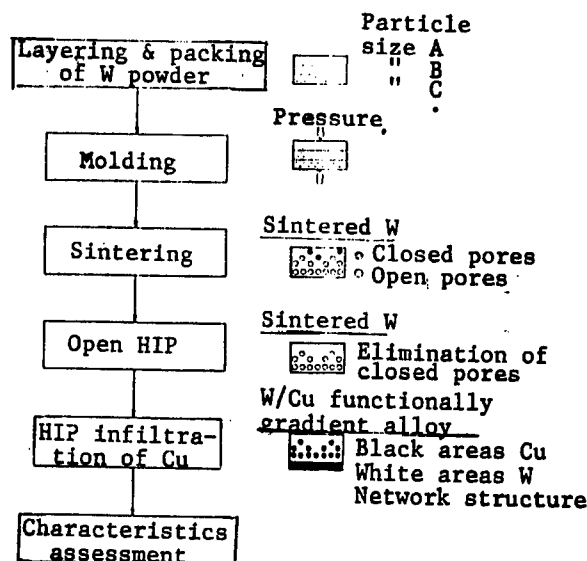 Layering & packing
of W powder
Particle
size A
" B
" C
Pressure
Molding
Sintering
Sintered W
Closed pores
Open pores
Open HIP
Sintered W
Elimination of
closed pores
HIP infiltra-
tion of Cu
W/Cu functionally
gradient alloy
Black areas Cu
White areas W
Network structure
Characteristics
assessment